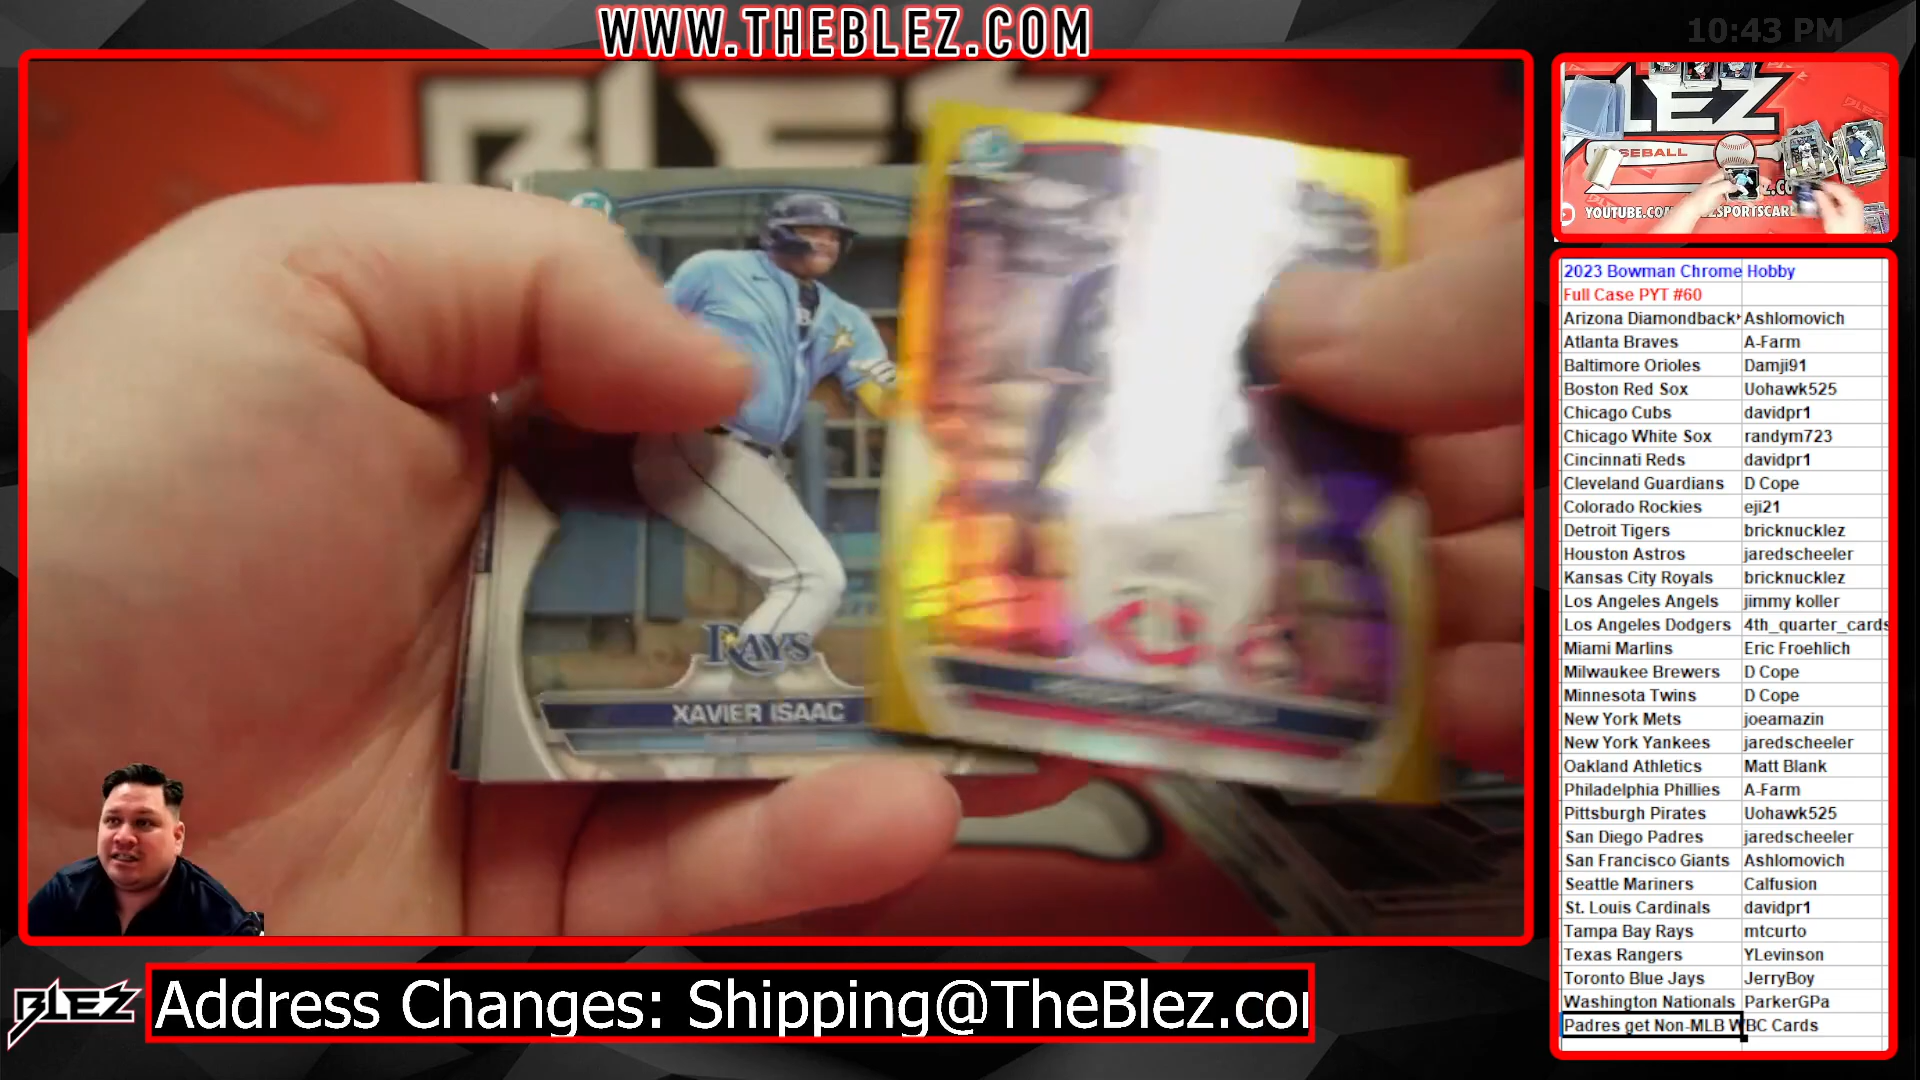 WWW.THEBLEZ.COM
10:43 PM
BLEZ
RAYS
XAVIER ISAAC
LEZ
BASEBALL
YOUTUBE.COM
2023 Bowman Chrome Hobby
Full Case PYT #60
Arizona Diamondback Ashlomovich
Atlanta Braves A-Farm
Baltimore Orioles Damji91
Boston Red Sox Uohawk525
Chicago Cubs davidpr1
Chicago White Sox randym723
Cincinnati Reds davidpr1
Cleveland Guardians D Cope
Colorado Rockies eji21
Detroit Tigers bricknucklez
Houston Astros jaredscheeler
Kansas City Royals bricknucklez
Los Angeles Angels jimmy koller
Los Angeles Dodgers 4th_quarter_cards
Miami Marlins Eric Froehlich
Milwaukee Brewers D Cope
Minnesota Twins D Cope
New York Mets joeamazin
New York Yankees jaredscheeler
Oakland Athletics Matt Blank
Philadelphia Phillies A-Farm
Pittsburgh Pirates Uohawk525
San Diego Padres jaredscheeler
San Francisco Giants Ashlomovich
Seattle Mariners Calfusion
St. Louis Cardinals davidpr1
Tampa Bay Rays mtcurto
Texas Rangers YLevinson
Toronto Blue Jays JerryBoy
Washington Nationals ParkerGPa
Padres get Non-MLB WBC Cards
BLEZ
Address Changes: Shipping@TheBlez.com